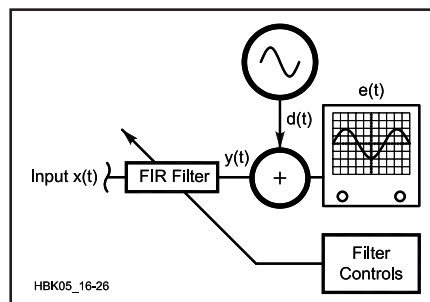 e(t)
d(t)
y(t)
Input x(t)
FIR Filter
+
Filter
Controls
HBK05_16-26